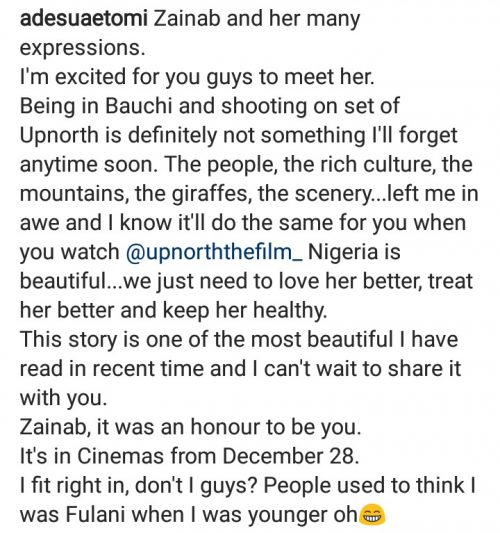 adesuaetomi Zainab and her many
expressions.
I'm excited for you guys to meet her.
Being in Bauchi and shooting on set of
Upnorth is definitely not something I'll forget
anytime soon. The people, the rich culture, the
mountains, the giraffes, the scenery...left me in
awe and I know it'll do the same for you when
you watch @upnorththefilm_ Nigeria is
beautiful...we just need to love her better, treat
her better and keep her healthy.
This story is one of the most beautiful I have
read in recent time and I can't wait to share it
with you.
Zainab, it was an honour to be you.
It's in Cinemas from December 28.
I fit right in, don't I guys? People used to think I
was Fulani when I was younger oh😁